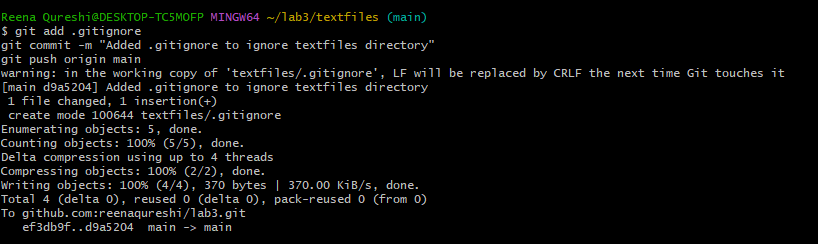 Reena Qureshi@DESKTOP-TC5MOFP MINGW64 ~/lab3/textfiles (main)
$ git add .gitignore
git commit -m "Added .gitignore to ignore textfiles directory"
git push origin main
warning: in the working copy of 'textfiles/.gitignore', LF will be replaced by CRLF the next time Git touches it
[main d9a5204] Added .gitignore to ignore textfiles directory
 1 file changed, 1 insertion(+)
 create mode 100644 textfiles/.gitignore
Enumerating objects: 5, done.
Counting objects: 100% (5/5), done.
Delta compression using up to 4 threads
Compressing objects: 100% (2/2), done.
Writing objects: 100% (4/4), 370 bytes | 370.00 KiB/s, done.
Total 4 (delta 0), reused 0 (delta 0), pack-reused 0 (from 0)
To github.com:reenaqureshi/lab3.git
   ef3db9f..d9a5204  main -> main